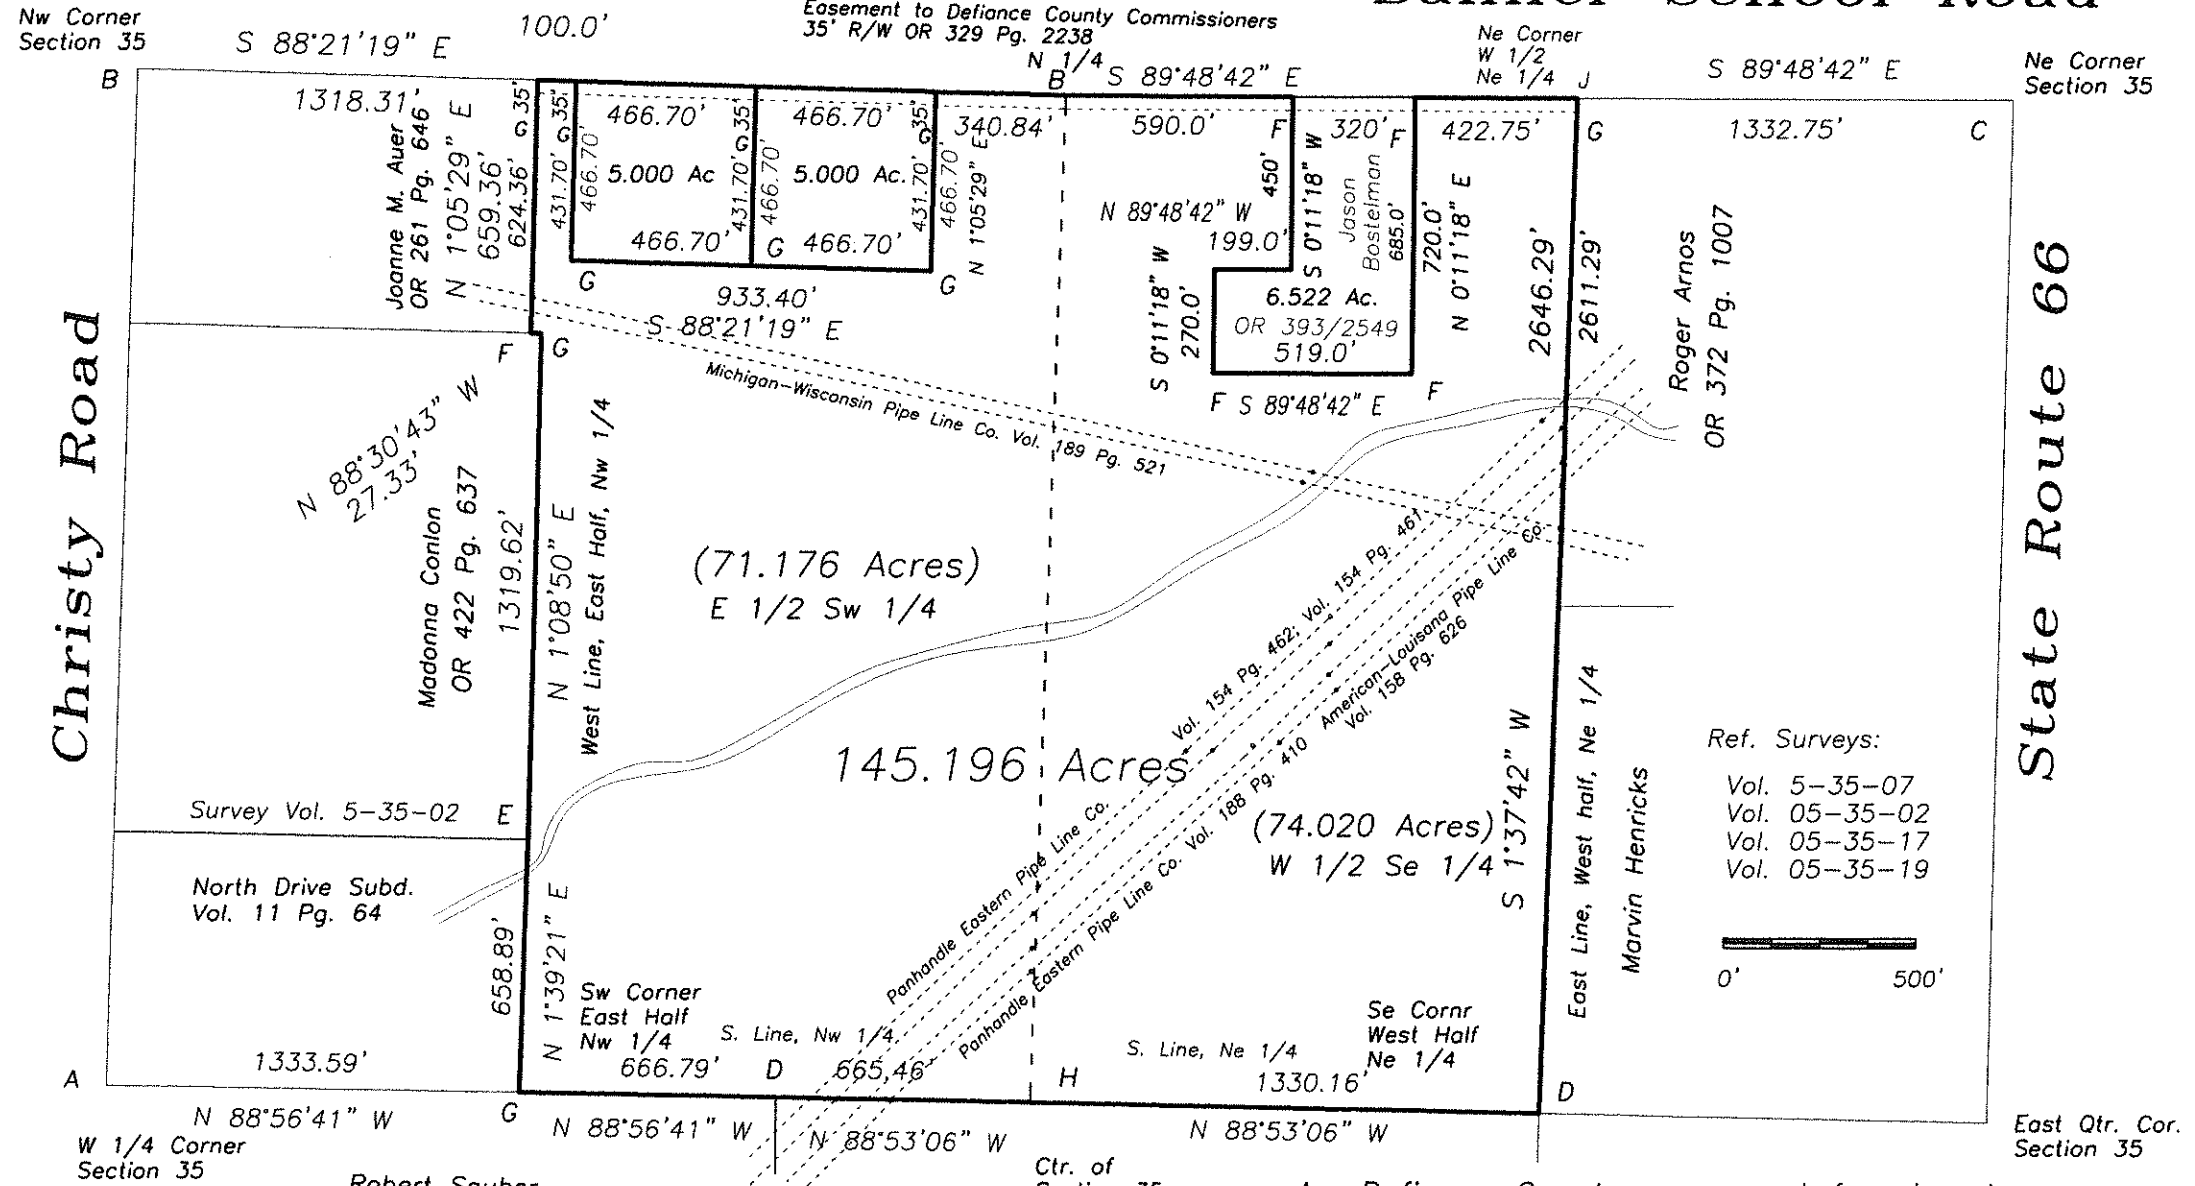 Nw Corner
Section 35
S 88°21'19" E
100.0'
Easement to Defiance County Commissioners
35' R/W OR 329 Pg. 2238
N 1/4
B
S 89°48'42" E
Ne Corner
W 1/2
Ne 1/4
J
S 89°48'42" E
Ne Corner
Section 35
B
1318.31'
Joanne M. Auer
OR 261 Pg. 646
N 1°05'29" E
659.36'
624.36'
G 35'
431.70' G 35'
466.70'
466.70'
5.000 Ac
466.70'
431.70' G 35'
466.70'
466.70'
5.000 Ac.
G 466.70'
431.70' G 35'
466.70'
N 1°05'29" E
340.84'
590.0'
F
450'
N 89°48'42" W
199.0'
S 0°11'18" W
270.0'
S 0°11'18" W
320'
F
Jason
Bostelman
685.0'
6.522 Ac.
OR 393/2549
519.0'
F S 89°48'42" E
F
422.75'
720.0'
N 0°11'18" E
G
1332.75'
C
2646.29'
2611.29'
Roger Arnos
OR 372 Pg. 1007
State Route 66
Christy Road
G
933.40'
S 88°21'19" E
G
F
G
N 88°30'43" W
27.33'
Michigan-Wisconsin Pipe Line Co. Vol. 189 Pg. 521
Madonna Conlon
OR 422 Pg. 637
1319.62'
N 1°08'50" E
West Line, East Half, Nw 1/4
(71.176 Acres)
E 1/2 Sw 1/4
145.196 Acres
Vol. 154 Pg. 462; Vol. 154 Pg. 461
American-Louisana Pipe Line Co.
Vol. 158 Pg. 626
Panhandle Eastern Pipe Line Co.
Panhandle Eastern Pipe Line Co. Vol. 188 Pg. 410
(74.020 Acres)
W 1/2 Se 1/4
S 1°37'42" W
East Line, West half, Ne 1/4
Marvin Henricks
Ref. Surveys:
Vol. 5-35-07
Vol. 05-35-02
Vol. 05-35-17
Vol. 05-35-19
0' 500'
Survey Vol. 5-35-02
E
North Drive Subd.
Vol. 11 Pg. 64
658.89'
N 1°39'21" E
Sw Corner
East Half
Nw 1/4
S. Line, Nw 1/4
666.79'
D
665.46'
H
S. Line, Ne 1/4
1330.16'
Se Cornr
West Half
Ne 1/4
D
A
1333.59'
N 88°56'41" W
G
N 88°56'41" W
N 88°53'06" W
N 88°53'06" W
W 1/4 Corner
Section 35
Ctr. of
East Qtr. Cor.
Section 35